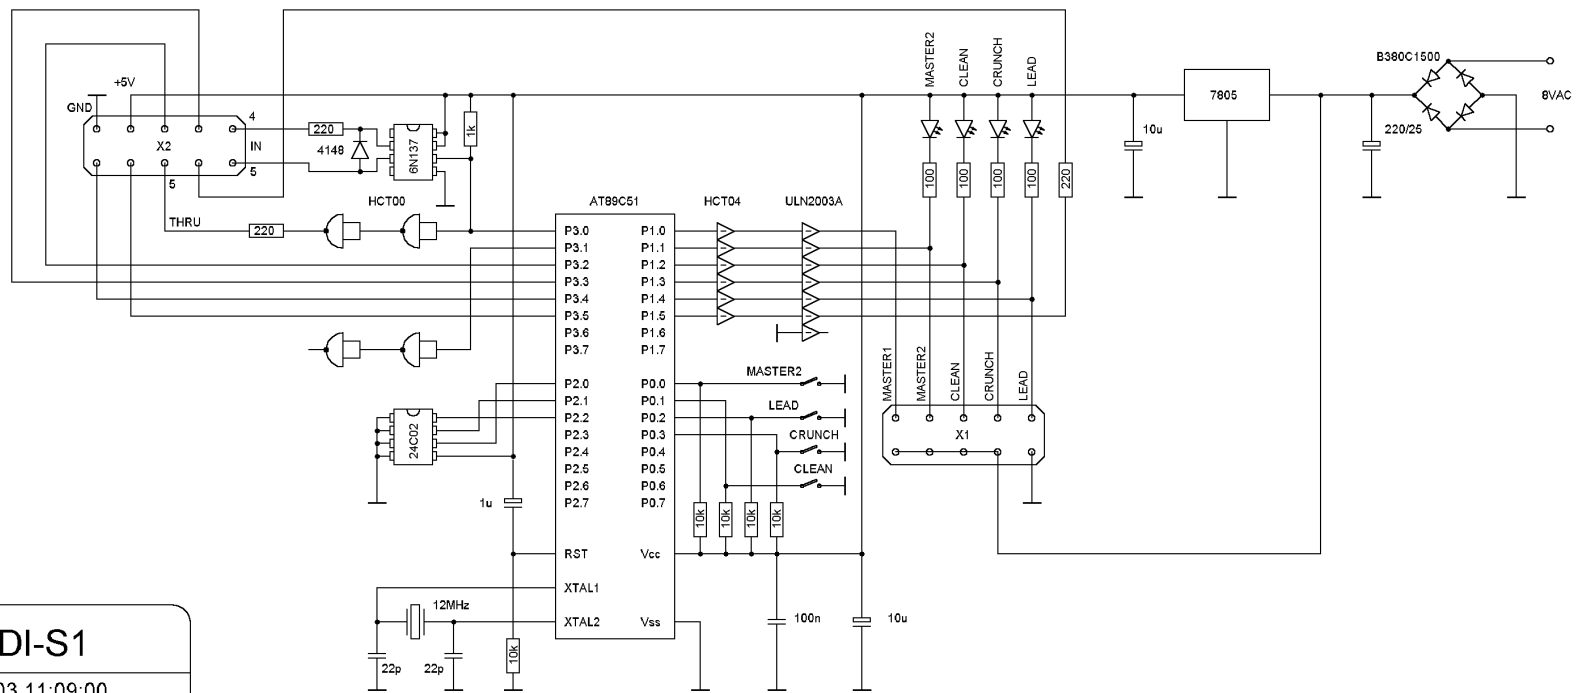 MASTER2
CLEAN
CRUNCH
LEAD
B380C1500
+5V
GND
4
7805
8VAC
220
1k
10u
220/25
X2
IN
4148
6N137
5
5
100
100
100
100
220
HCT00
AT89C51
HCT04
ULN2003A
THRU
220
P3.0
P1.0
P3.1
P1.1
P3.2
P1.2
P3.3
P1.3
P3.4
P1.4
P3.5
P1.5
P3.6
P1.6
P3.7
P1.7
MASTER1
MASTER2
CLEAN
CRUNCH
LEAD
MASTER2
P2.0
P0.0
P2.1
P0.1
LEAD
P2.2
P0.2
24C02
P2.3
P0.3
CRUNCH
X1
P2.4
P0.4
P2.5
P0.5
CLEAN
P2.6
P0.6
1u
P2.7
P0.7
10k
10k
10k
10k
RST
Vcc
XTAL1
12MHz
XTAL2
Vss
100n
10u
DI-S1
22p
22p
10k
03 11:09:00